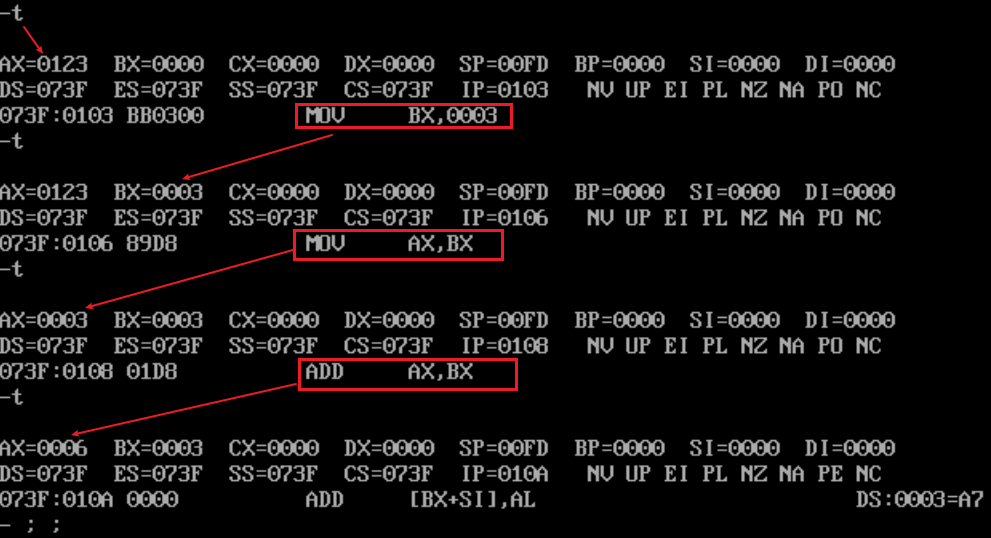 -t
AX=0123 BX=0000 CX=0000 DX=0000 SP=00FD BP=0000 SI=0000 DI=0000
DS=073F ES=073F SS=073F CS=073F IP=0103 NV UP EI PL NZ NA PO NC
073F:0103 BB0300 MOV BX,0003
-t
AX=0123 BX=0003 CX=0000 DX=0000 SP=00FD BP=0000 SI=0000 DI=0000
DS=073F ES=073F SS=073F CS=073F IP=0106 NV UP EI PL NZ NA PO NC
073F:0106 89D8 MOV AX,BX
-t
AX=0003 BX=0003 CX=0000 DX=0000 SP=00FD BP=0000 SI=0000 DI=0000
DS=073F ES=073F SS=073F CS=073F IP=0108 NV UP EI PL NZ NA PO NC
073F:0108 01D8 ADD AX,BX
-t
AX=0006 BX=0003 CX=0000 DX=0000 SP=00FD BP=0000 SI=0000 DI=0000
DS=073F ES=073F SS=073F CS=073F IP=010A NV UP EI PL NZ NA PE NC
073F:010A 0000 ADD [BX+SI],AL DS:0003=A7
- ; ;